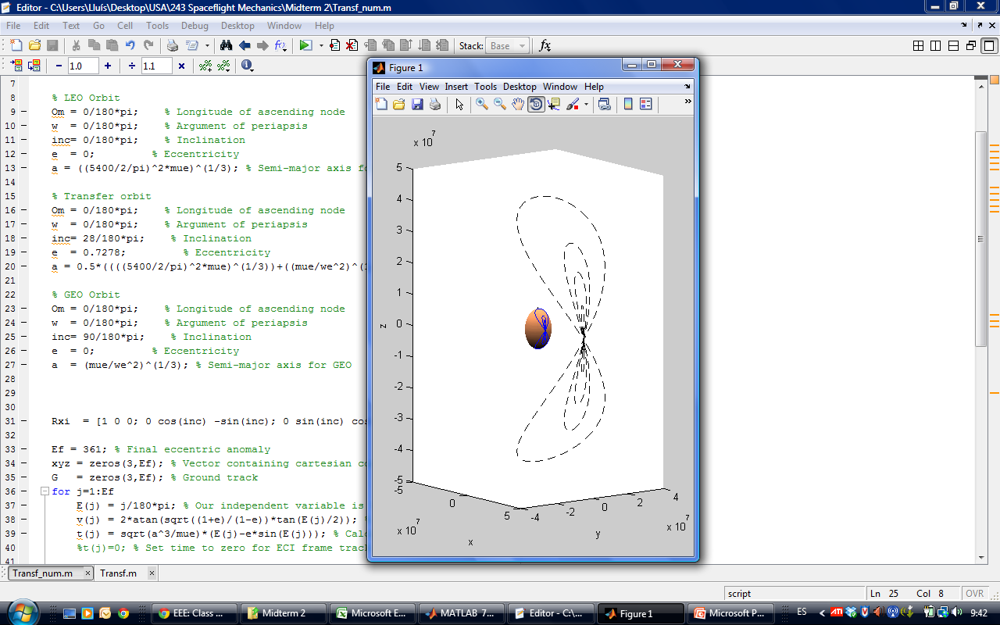 Editor - C:\Users\Lluís\Desktop\USA\243 Spaceflight Mechanics\Midterm 2\Transf_num.m
File Edit Text Go Cell Tools Debug Desktop Window Help
Stack: Base fx
1.0 1.1
7
8 % LEO Orbit
9 Om = 0/180*pi; % Longitude of ascending node
10 w = 0/180*pi; % Argument of periapsis
11 inc= 0/180*pi; % Inclination
12 e = 0; % Eccentricity
13 a = ((5400/2/pi)^2*mue)^(1/3); % Semi-major axis
14
15 % Transfer orbit
16 Om = 0/180*pi; % Longitude of ascending node
17 w = 0/180*pi; % Argument of periapsis
18 inc= 28/180*pi; % Inclination
19 e = 0.7278; % Eccentricity
20 a = 0.5*((((5400/2/pi)^2*mue)^(1/3))+((mue/we^2)^(
21
22 % GEO Orbit
23 Om = 0/180*pi; % Longitude of ascending node
24 w = 0/180*pi; % Argument of periapsis
25 inc= 90/180*pi; % Inclination
26 e = 0; % Eccentricity
27 a = (mue/we^2)^(1/3); % Semi-major axis for GEO
28
29
30
31 Rxi = [1 0 0; 0 cos(inc) -sin(inc); 0 sin(inc)
32
33 Ef = 361; % Final eccentric anomaly
34 xyz = zeros(3,Ef); % Vector containing cartesian
35 G = zeros(3,Ef); % Ground track
36 for j=1:Ef
37 E(j) = j/180*pi; % Our independent variable is
38 v(j) = 2*atan(sqrt((1+e)/(1-e))*tan(E(j)/2)); %
39 t(j) = sqrt(a^3/mue)*(E(j)-e*sin(E(j))); %
40 %t(j)=0; % Set time to zero for ECI frame
41
Figure 1
File Edit View Insert Tools Desktop Window Help
x 10^7
5
4
3
2
1
0
-1
-2
-3
-4
-5
z
-5 0 5
x 10^7
x
-4 -2 0 2 4
x 10^7
y
Transf_num.m Transf.m
script Ln 25 Col 8 OVR
EEE: Class ... Midterm 2 Microsoft E... MATLAB 7... Editor - C:\... Figure 1 Microsoft P... ES ATI 9:42